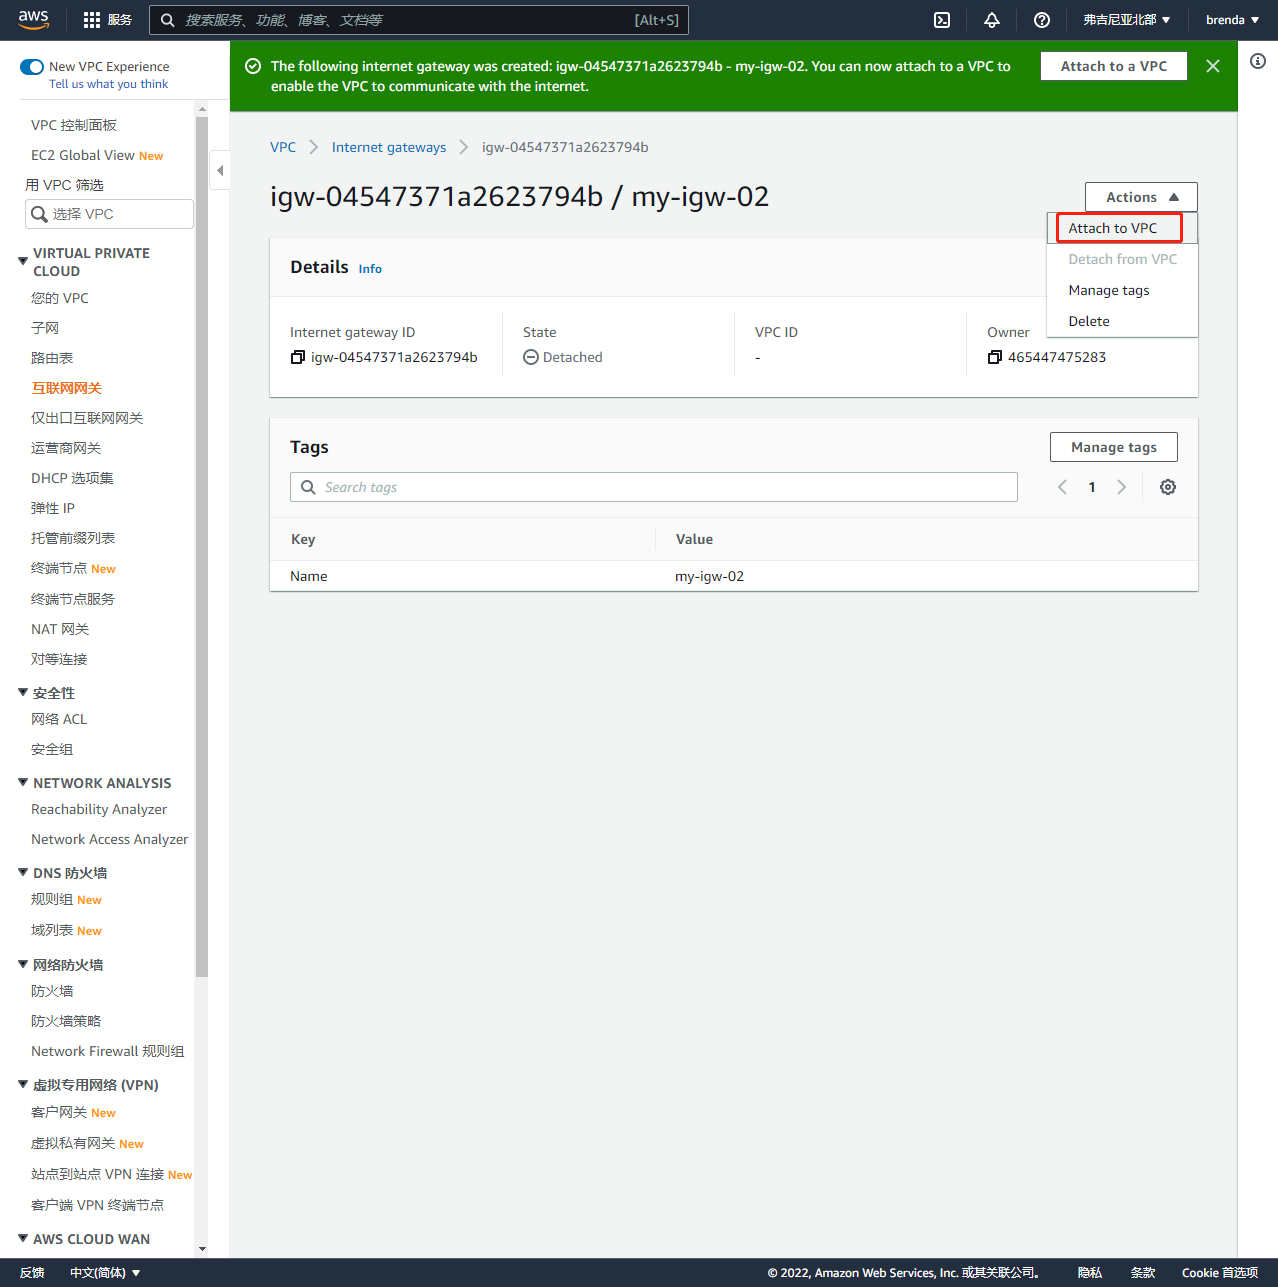 aws
服务
搜索服务、功能、博客、文档等
[Alt+S]
弗吉尼亚北部
brenda
New VPC Experience
Tell us what you think
VPC 控制面板
EC2 Global View New
用 VPC 筛选
选择 VPC
VIRTUAL PRIVATE
CLOUD
您的 VPC
子网
路由表
互联网网关
仅出口互联网网关
运营商网关
DHCP 选项集
弹性 IP
托管前缀列表
终端节点 New
终端节点服务
NAT 网关
对等连接
安全性
网络 ACL
安全组
NETWORK ANALYSIS
Reachability Analyzer
Network Access Analyzer
DNS 防火墙
规则组 New
域列表 New
网络防火墙
防火墙
防火墙策略
Network Firewall 规则组
虚拟专用网络 (VPN)
客户网关 New
虚拟私有网关 New
站点到站点 VPN 连接 New
客户端 VPN 终端节点
AWS CLOUD WAN
The following internet gateway was created: igw-04547371a2623794b - my-igw-02. You can now attach to a VPC to
enable the VPC to communicate with the internet.
Attach to a VPC
VPC
Internet gateways
igw-04547371a2623794b
igw-04547371a2623794b / my-igw-02
Actions
Attach to VPC
Detach from VPC
Manage tags
Delete
Details Info
Internet gateway ID
igw-04547371a2623794b
State
Detached
VPC ID
-
Owner
465447475283
Tags
Manage tags
Search tags
1
Key
Value
Name
my-igw-02
反馈
中文(简体)
© 2022, Amazon Web Services, Inc. 或其关联公司。
隐私
条款
Cookie 首选项